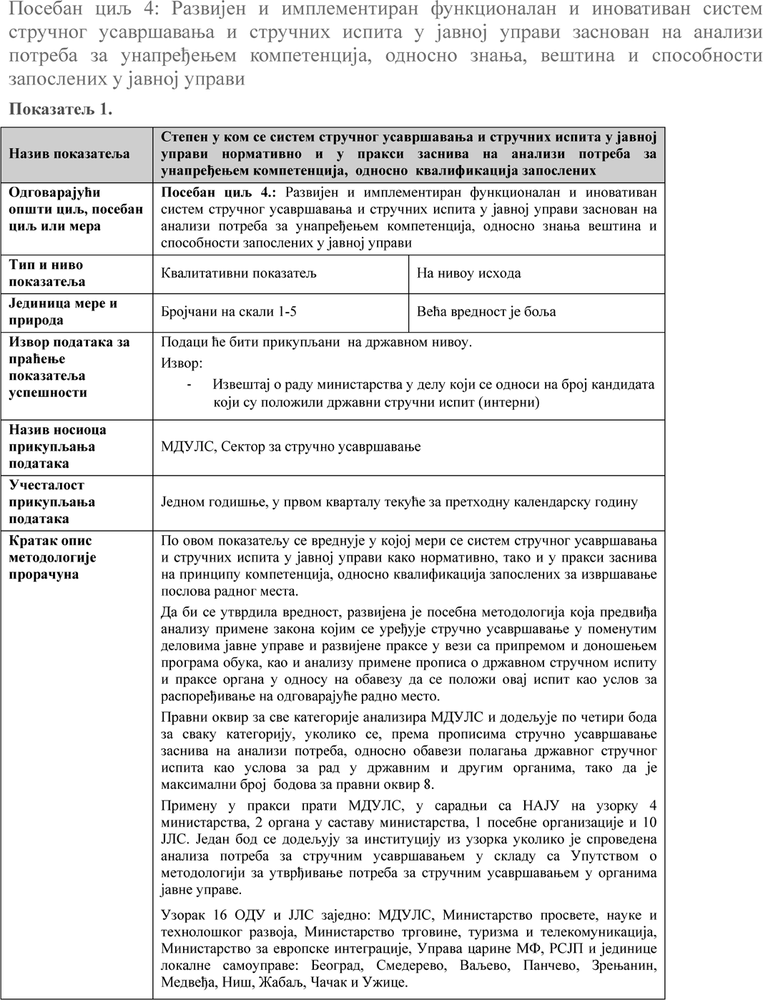 Посебан циљ 4: Развијен и имплементиран функционалан и иновативан систем
стручног усавршавања и стручних испита у јавној управи заснован на анализи
потреба за унапређењем компетенција, односно знања, вештина и способности
запослених у јавној управи
Показатељ 1.
Назив показатеља
Степен у ком се систем стручног усавршавања и стручних испита у јавној
управи нормативно и у пракси заснива на анализи потреба за
унапређењем компетенција, односно квалификација запослених
Одговарајући
општи циљ, посебан
циљ или мера
Посебан циљ 4.: Развијен и имплементиран функционалан и иновативан
систем стручног усавршавања и стручних испита у јавној управи заснован на
анализи потреба за унапређењем компетенција, односно знања вештина и
способности запослених у јавној управи
Тип и ниво
показатеља
Квалитативни показатељ
На нивоу исхода
Јединица мере и
природа
Бројчани на скали 1-5
Већа вредност је боља
Извор података за
праћење
показатеља
успешности
Подаци ће бити прикупљани на државном нивоу.
Извор:
- Извештај о раду министарства у делу који се односи на број кандидата
који су положили државни стручни испит (интерни)
Назив носиоца
прикупљања
података
МДУЛС, Сектор за стручно усавршавање
Учесталост
прикупљања
података
Једном годишње, у првом кварталу текуће за претходну календарску годину
Кратак опис
методологије
прорачуна
По овом показатељу се вреднује у којој мери се систем стручног усавршавања
и стручних испита у јавној управи како нормативно, тако и у пракси заснива
на принципу компетенција, односно квалификација запослених за извршавање
послова радног места.
Да би се утврдила вредност, развијена је посебна методологија која предвиђа
анализу примене закона којим се уређује стручно усавршавање у поменутим
деловима јавне управе и развијене праксе у вези са припремом и доношењем
програма обука, као и анализу примене прописа о државном стручном испиту
и праксе органа у односу на обавезу да се положи овај испит као услов за
распоређивање на одговарајуће радно место.
Правни оквир за све категорије анализира МДУЛС и додељује по четири бода
за сваку категорију, уколико се, према прописима стручно усавршавање
заснива на анализи потреба, односно обавези полагања државног стручног
испита као услова за рад у државним и другим органима, тако да је
максимални број бодова за правни оквир 8.
Примену у пракси прати МДУЛС, у сарадњи са НАЈУ на узорку 4
министарства, 2 органа у саставу министарства, 1 посебне организације и 10
ЈЛС. Један бод се додељују за институцију из узорка уколико је спроведена
анализа потреба за стручним усавршавањем у складу са Упутством о
методологији за утврђивање потреба за стручним усавршавањем у органима
јавне управе.
Узорак 16 ОДУ и ЈЛС заједно: МДУЛС, Министарство просвете, науке и
технолошког развоја, Министарство трговине, туризма и телекомуникација,
Министарство за европске интеграције, Управа царине МФ, РСЈП и јединице
локалне самоуправе: Београд, Смедерево, Ваљево, Панчево, Зрењанин,
Медвеђа, Ниш, Жабаљ, Чачак и Ужице.